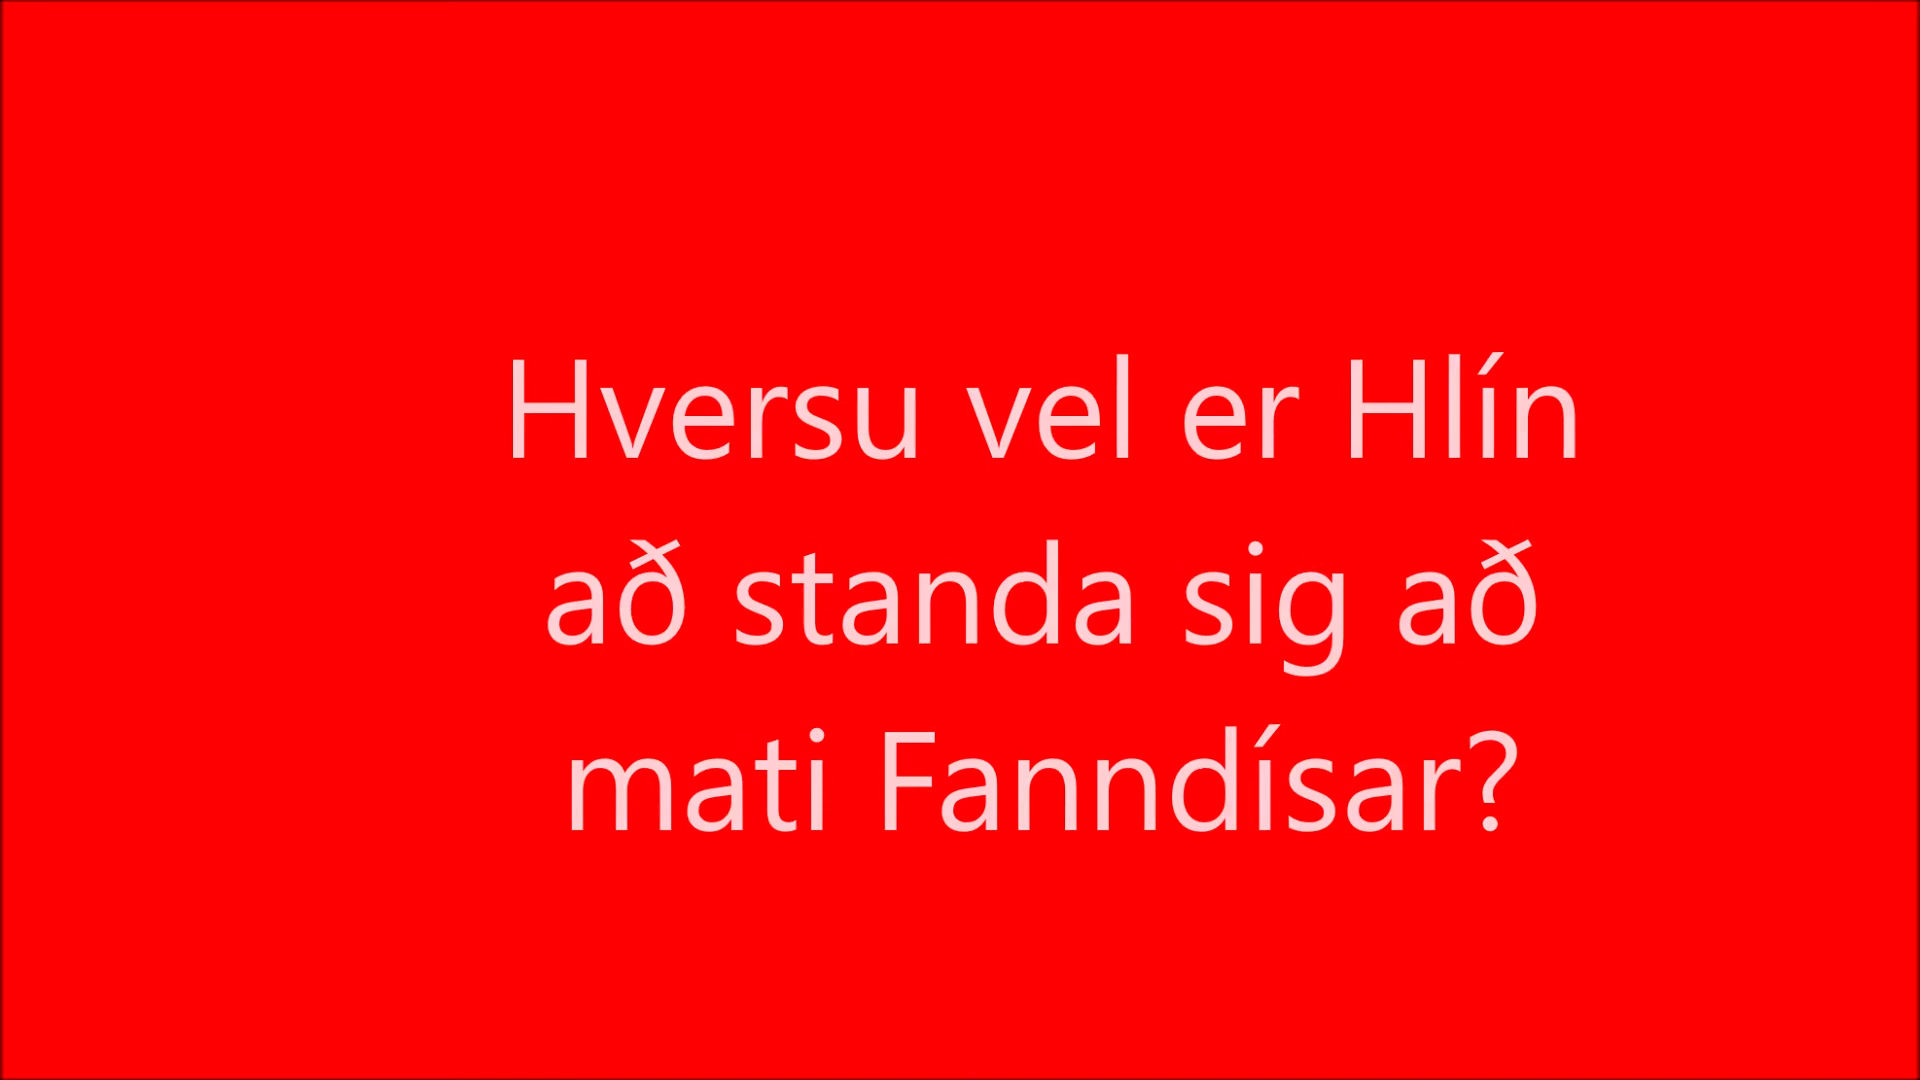 Hversu vel er Hlín
að standa sig að
mati Fanndísar?